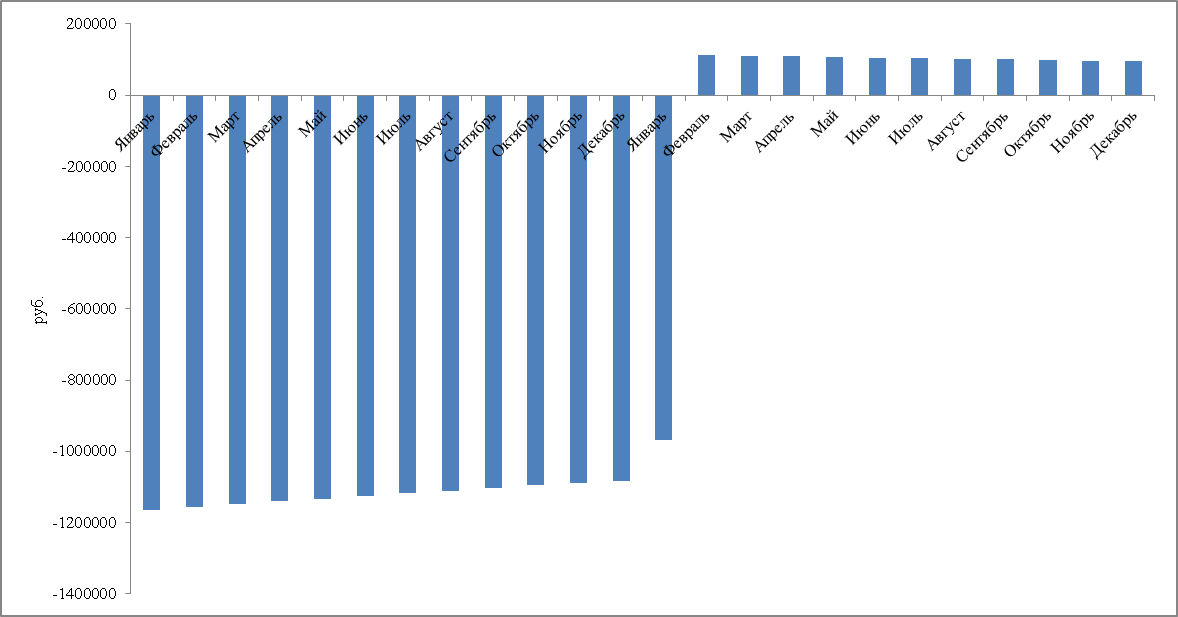 200000
0
-200000
-400000
-600000
-800000
-1000000
-1200000
-1400000
руб.
Январь
Февраль
Март
Апрель
Май
Июнь
Июль
Август
Сентябрь
Октябрь
Ноябрь
Декабрь
Январь
Февраль
Март
Апрель
Май
Июнь
Июль
Август
Сентябрь
Октябрь
Ноябрь
Декабрь